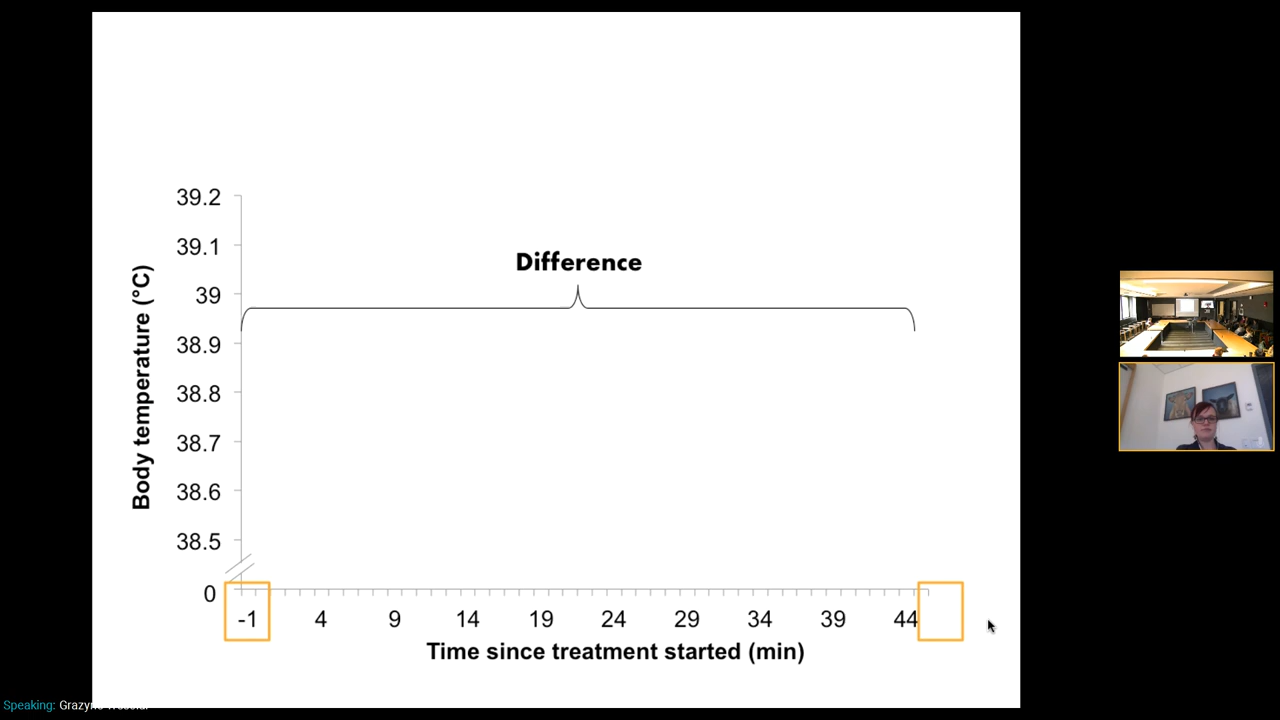 39.2
39.1
39
38.9
38.8
38.7
38.6
38.5
0
Body temperature (°C)
Difference
-1 4 9 14 19 24 29 34 39 44
Time since treatment started (min)
Speaking: